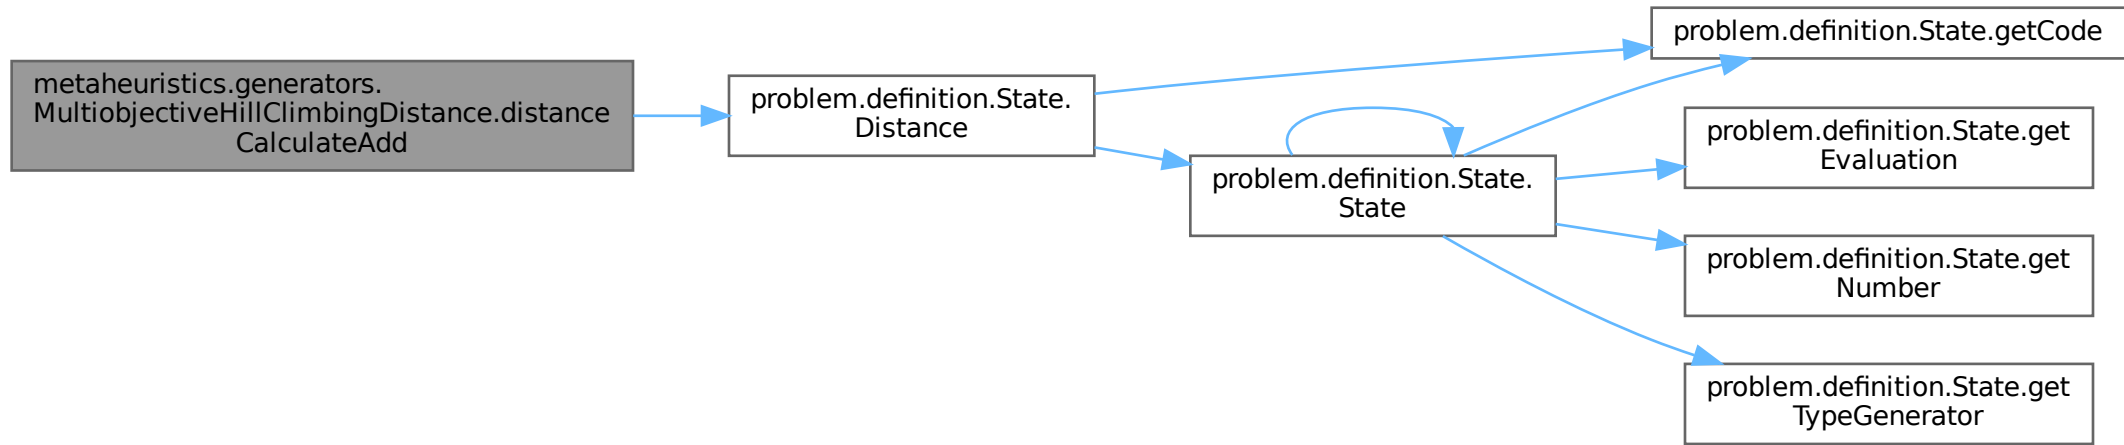 metaheuristics.generators.
MultiobjectiveHillClimbingDistance.distance
CalculateAdd
problem.definition.State.
Distance
problem.definition.State.getCode
problem.definition.State.
State
problem.definition.State.get
Evaluation
problem.definition.State.get
Number
problem.definition.State.get
TypeGenerator